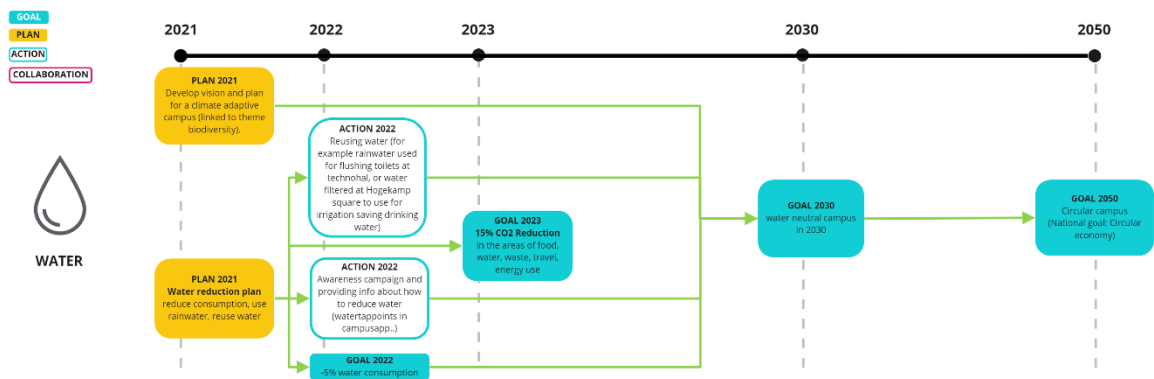 GOAL
PLAN
ACTION
COLLABORATION
2021
2022
2023
2030
2050
PLAN 2021
Develop vision and plan
for a climate adaptive
campus (linked to theme
biodiversity).
ACTION 2022
Reusing water (for
example rainwater used
for flushing toilets at
technohal, or water
filtered at Hogekamp
square to use for
irrigation saving drinking
water)
GOAL 2023
15% CO2 Reduction
in the areas of food,
water, waste, travel,
energy use
GOAL 2030
water neutral campus
in 2030
GOAL 2050
Circular campus
(National goal: Circular
economy)
WATER
PLAN 2021
Water reduction plan
reduce consumption, use
rainwater, reuse water
ACTION 2022
Awareness campaign and
providing info about how
to reduce water
(watertappoints in
campusapp..)
GOAL 2022
-5% water consumption